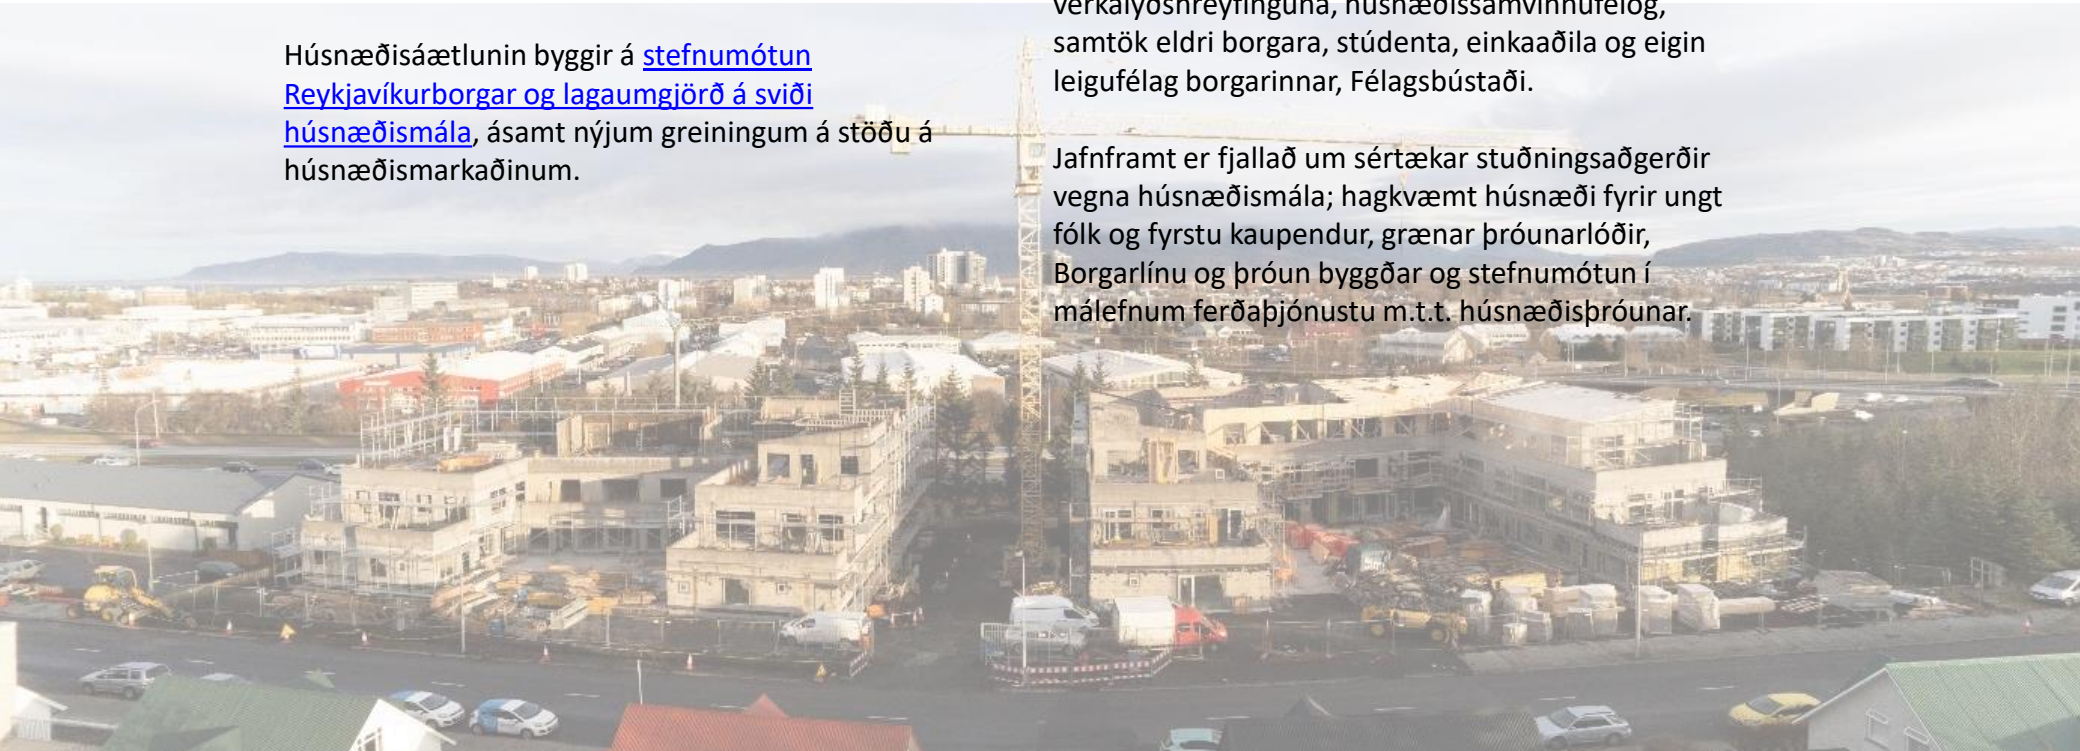 Húsnæðisáætlunin byggir á stefnumótun
Reykjavíkurborgar og lagaumgjörð á sviði
húsnæðismála, ásamt nýjum greiningum á stöðu á
húsnæðismarkaðinum.
verkalýðshreyfinguna, húsnæðissamvinnufélög,
samtök eldri borgara, stúdenta, einkaaðila og eigin
leigufélag borgarinnar, Félagsbústaði.
Jafnframt er fjallað um sértækar stuðningsaðgerðir
vegna húsnæðismála; hagkvæmt húsnæði fyrir ungt
fólk og fyrstu kaupendur, grænar þróunarlóðir,
Borgarlínu og þróun byggðar og stefnumótun í
málefnum ferðaþjónustu m.t.t. húsnæðisþróunar.